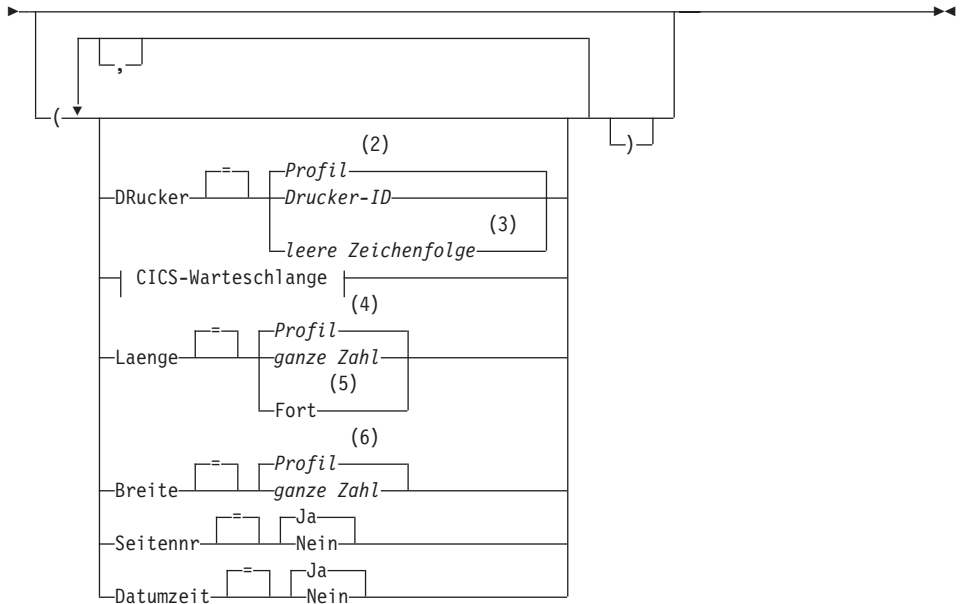 ,
(
)
(2)
= Profil
DRucker Drucker-ID
(3)
leere Zeichenfolge
CICS-Warteschlange
(4)
= Profil
Laenge ganze Zahl
(5)
Fort
(6)
= Profil
Breite ganze Zahl
= Ja
Seitennr Nein
= Ja
Datumzeit Nein